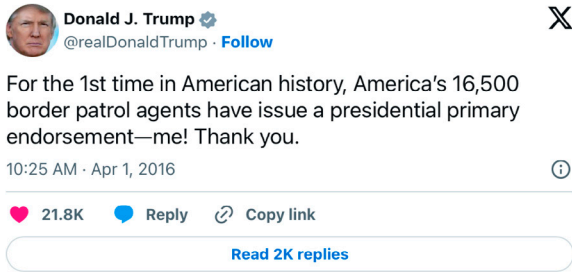 Donald J. Trump
@realDonaldTrump · Follow
For the 1st time in American history, America's 16,500
border patrol agents have issue a presidential primary
endorsement—me! Thank you.
10:25 AM · Apr 1, 2016
21.8K Reply Copy link
Read 2K replies